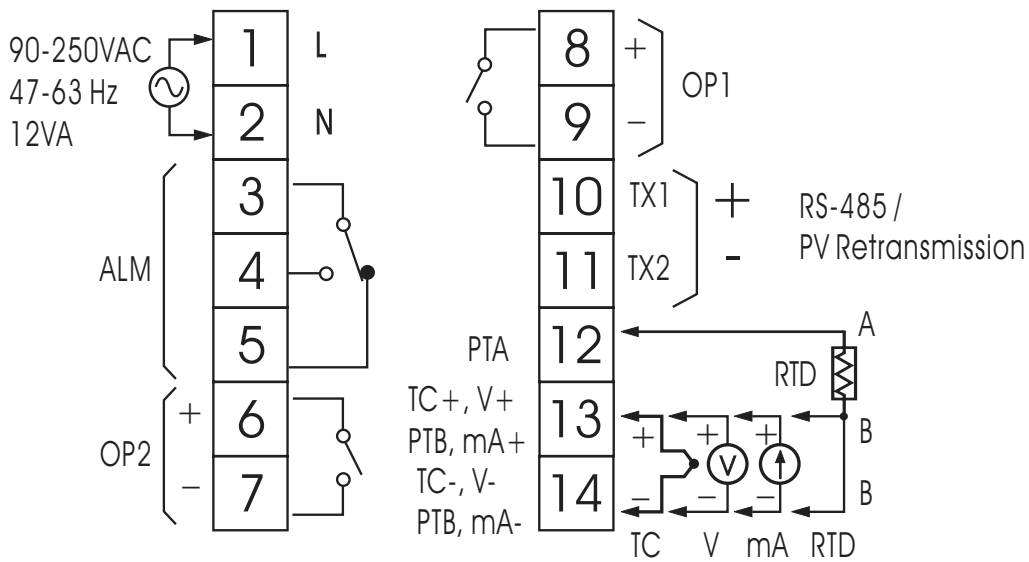 90-250VAC
47-63 Hz
12VA
1 L
2 N
3
4
5
ALM
6 +
7 −
OP2
8 +
9 −
OP1
10 TX1 +
11 TX2 -
RS-485 /
PV Retransmission
PTA 12
TC+, V+
PTB, mA+
13
TC-, V-
PTB, mA-
14
A
RTD
B
B
+ + +
V
− − −
TC V mA RTD